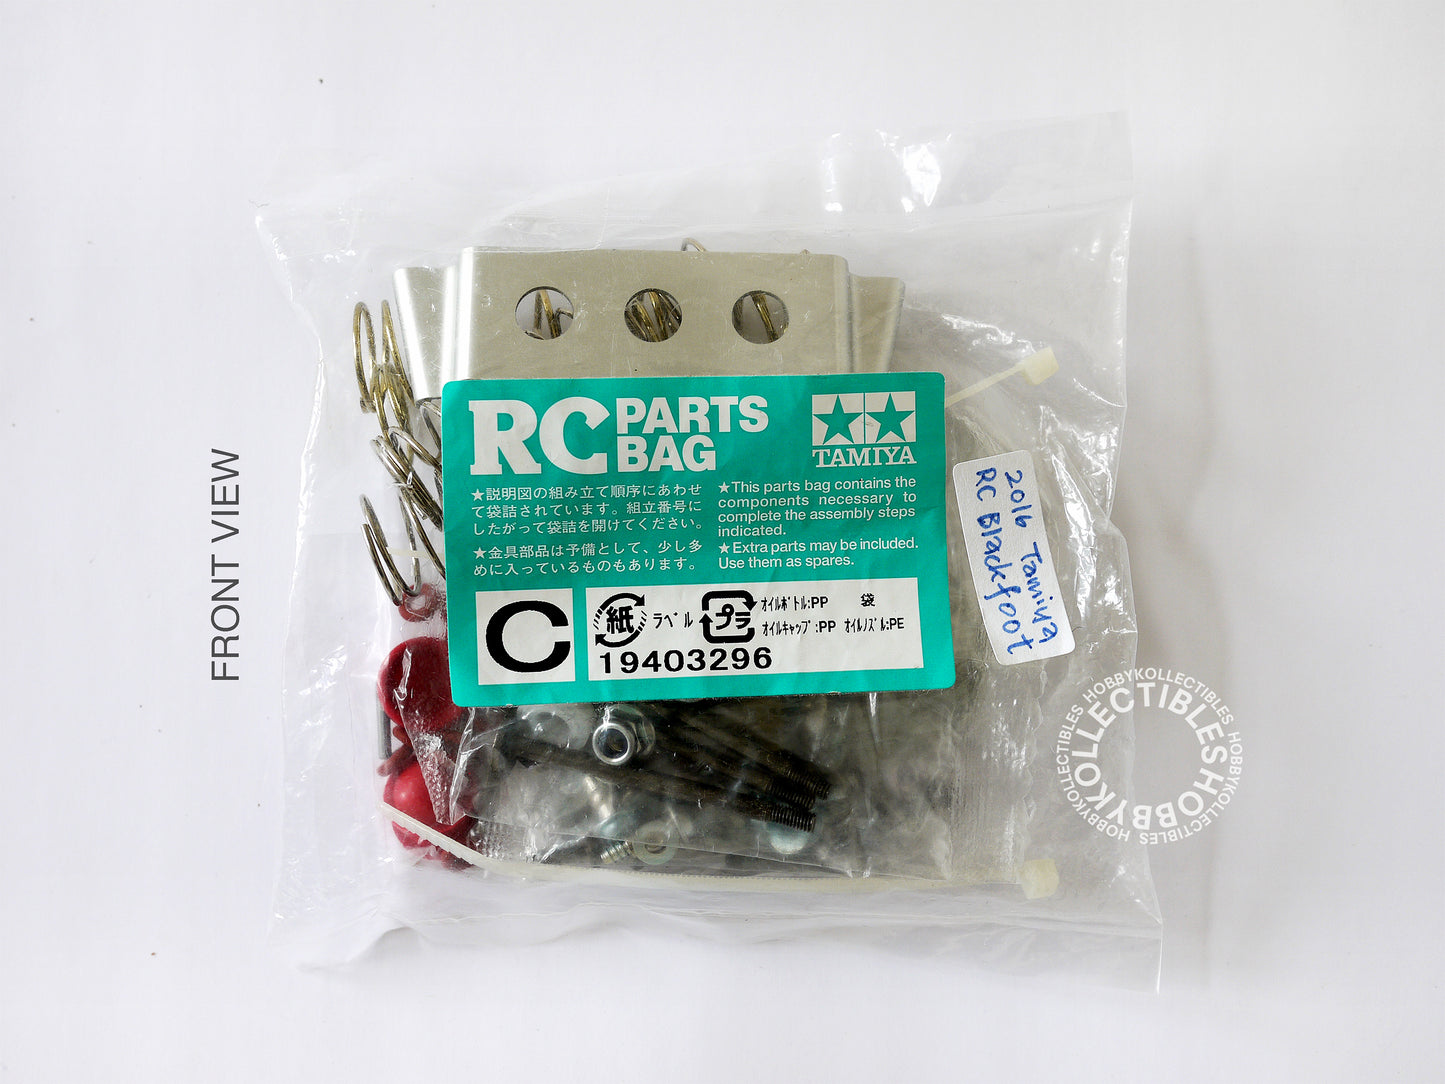 FRONT VIEW
RC PARTS BAG
TAMIYA
★説明図の組み立て順序にあわせ
て袋詰されています。組立番号に
したがって袋詰を開けてください。
★金具部品は予備として、少し多
めに入っているものもあります。
★This parts bag contains the
components necessary to
complete the assembly steps
indicated.
★Extra parts may be included.
Use them as spares.
C
紙 ラベル
プラ
オイルボトル:PP 袋
オイルキャップ:PP オイルノズル:PE
19403296
2016 Tamiya
RC Blackfoot
HOBBYKOLLECTIBLES HOBBYKOLLECTIBLES HOBBYKOLLECTIBLES HOBBYKOLLECTIBLES
HOBBYKOLLECTIBLES